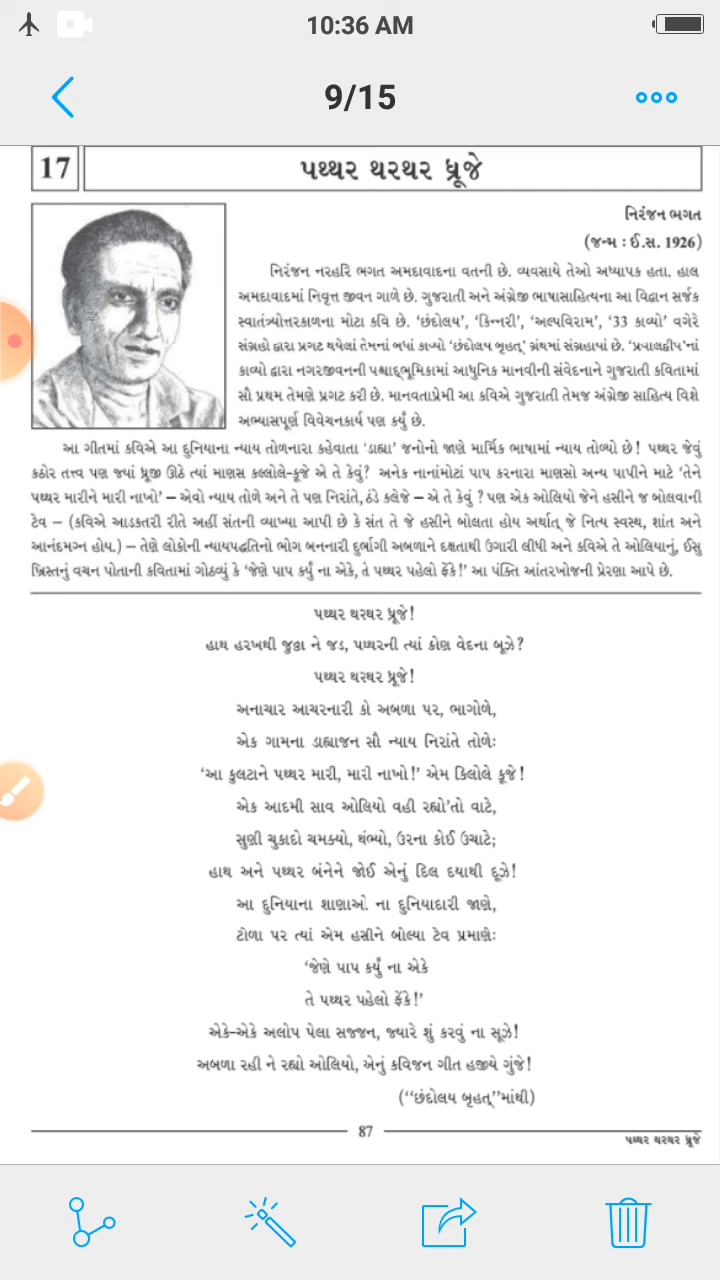 10:36 AM
9/15
17
પથ્થર થરથર ધ્રૂજે
નિરંજન ભગત
(જન્મ : ઈ.સ. 1926)
નિરંજન નરહરિ ભગત અમદાવાદના વતની છે. વ્યવસાયે તેઓ અધ્યાપક હતા. હાલ
અમદાવાદમાં નિવૃત્ત જીવન ગાળે છે. ગુજરાતી અને અંગ્રેજી ભાષાસાહિત્યના આ વિદ્વાન સર્જક
સ્વાતંત્ર્યોત્તરકાળના મોટા કવિ છે. ‘છંદોલય’, ‘કિન્નરી’, ‘અલ્પવિરામ’, ‘33 કાવ્યો’ વગેરે
સંગ્રહો દ્વારા પ્રગટ થયેલાં તેમનાં બધાં કાવ્યો ‘છંદોલય બૃહત્’ ગ્રંથમાં સંગ્રહાયાં છે. ‘પ્રવાલદ્વીપ’નાં
કાવ્યો દ્વારા નગરજીવનની પશ્ચાદ્ભૂમિકામાં આધુનિક માનવીની સંવેદનાને ગુજરાતી કવિતામાં
સૌ પ્રથમ તેમણે પ્રગટ કરી છે. માનવતાપ્રેમી આ કવિએ ગુજરાતી તેમજ અંગ્રેજી સાહિત્ય વિશે
અભ્યાસપૂર્ણ વિવેચનકાર્ય પણ કર્યું છે.
આ ગીતમાં કવિએ આ દુનિયાના ન્યાય તોળનારા કહેવાતા ‘ડાહ્યા’ જનોનો જાણે માર્મિક ભાષામાં ન્યાય તોળ્યો છે! પથ્થર જેવું
કઠોર તત્ત્વ પણ જ્યાં ધ્રૂજી ઊઠે ત્યાં માણસ કલ્લોલે-કૂજે એ તે કેવું? અનેક નાનાંમોટાં પાપ કરનારા માણસો અન્ય પાપીને માટે ‘તેને
પથ્થર મારીને મારી નાખો’ – એવો ન્યાય તોળે અને તે પણ નિરાંતે, ઠંડે કલેજે – એ તે કેવું ? પણ એક ઓલિયો જેને હસીને જ બોલવાની
ટેવ – (કવિએ આડકતરી રીતે અહીં સંતની વ્યાખ્યા આપી છે કે સંત તે જે હસીને બોલતા હોય અર્થાત્ જે નિત્ય સ્વસ્થ, શાંત અને
આનંદમગ્ન હોય.) – તેણે લોકોની ન્યાયપદ્ધતિનો ભોગ બનનારી દુર્ભાગી અબળાને દક્ષતાથી ઉગારી લીધી અને કવિએ તે ઓલિયાનું, ઈસુ
ખ્રિસ્તનું વચન પોતાની કવિતામાં ગોઠવ્યું કે ‘જેણે પાપ કર્યું ના એકે, તે પથ્થર પહેલો ફેંકે!’ આ પંક્તિ આંતરખોજની પ્રેરણા આપે છે.
પથ્થર થરથર ધ્રૂજે!
હાથ હરખથી જુઠ્ઠા ને જડ, પથ્થરની ત્યાં કોણ વેદના બૂઝે?
પથ્થર થરથર ધ્રૂજે!
અનાચાર આચરનારી કો અબળા પર, ભાગોળે,
એક ગામના ડાહ્યાજન સૌ ન્યાય નિરાંતે તોળેઃ
‘આ કુલટાને પથ્થર મારી, મારી નાખો!’ એમ કિલોલે કૂજે!
એક આદમી સાવ ઓલિયો વહી રહ્યો’તો વાટે,
સુણી ચુકાદો ચમક્યો, થંભ્યો, ઉરના કોઈ ઉચાટે;
હાથ અને પથ્થર બંનેને જોઈ એનું દિલ દયાથી દૂઝે!
આ દુનિયાના શાણાઓ ના દુનિયાદારી જાણે,
ટોળા પર ત્યાં એમ હસીને બોલ્યા ટેવ પ્રમાણેઃ
‘જેણે પાપ કર્યું ના એકે
તે પથ્થર પહેલો ફેંકે!’
એકે-એકે અલોપ પેલા સજ્જન, જ્યારે શું કરવું ના સૂઝે!
અબળા રહી ને રહ્યો ઓલિયો, એનું કવિજન ગીત હજીયે ગુંજે!
(‘‘છંદોલય બૃહત્’’માંથી)
87
પથ્થર થરથર ધ્રૂજે